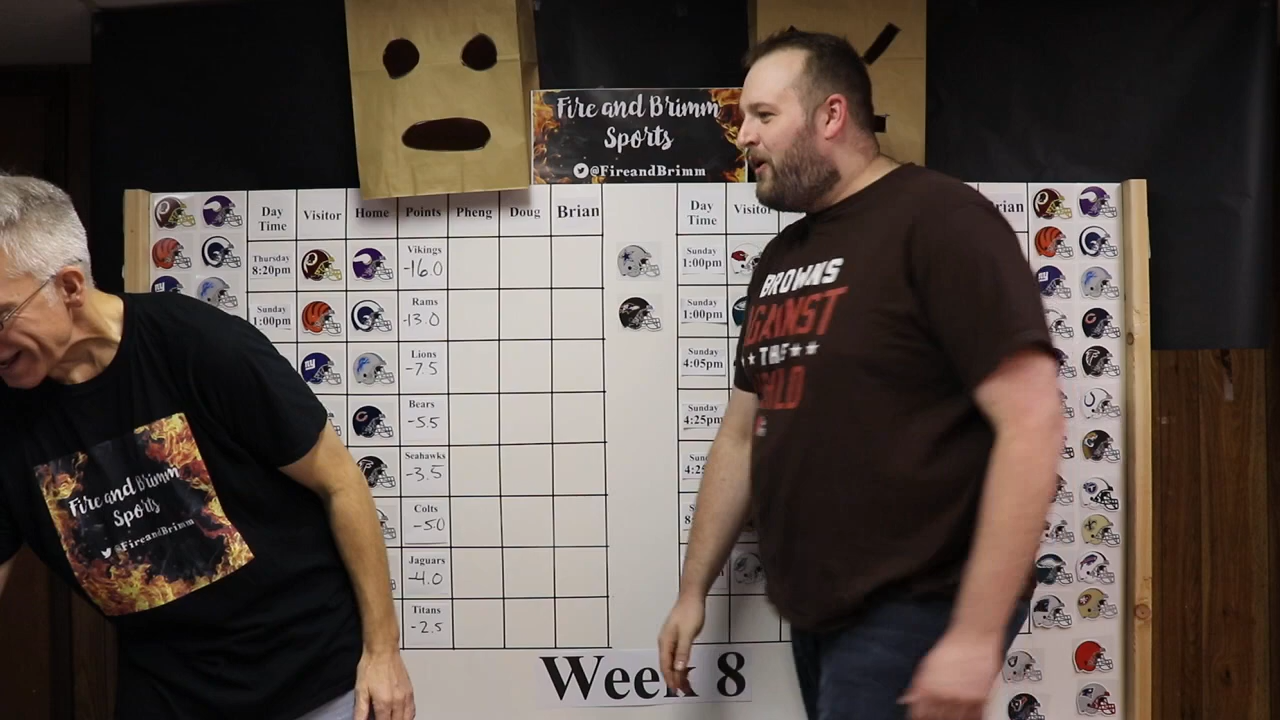 Fire and Brimm
Sports
@FireandBrimm
Day
Time
Visitor
Home
Points
Pheng
Doug
Brian
Thursday
8:20pm
Vikings
-16.0
Sunday
1:00pm
Rams
-13.0
Lions
-7.5
Bears
-5.5
Seahawks
-3.5
Colts
-5.0
Jaguars
-4.0
Titans
-2.5
Day
Time
Visitor
Sunday
1:00pm
Sunday
1:00pm
Sunday
4:05pm
Sunday
4:25pm
Week 8
BROWNS
AGAINST
THE
Fire and Brimm
Sports
@FireandBrimm